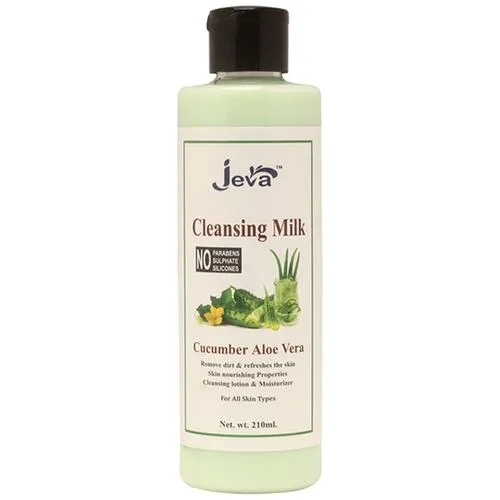 Jeva™
Cleansing Milk
NO PARABENS
SULPHATE
SILICONES
Cucumber Aloe Vera
Remove dirt & refreshes the skin
Skin nourishing Properties
Cleansing lotion & Moisturizer
For All Skin Types
Net. wt. 210ml.